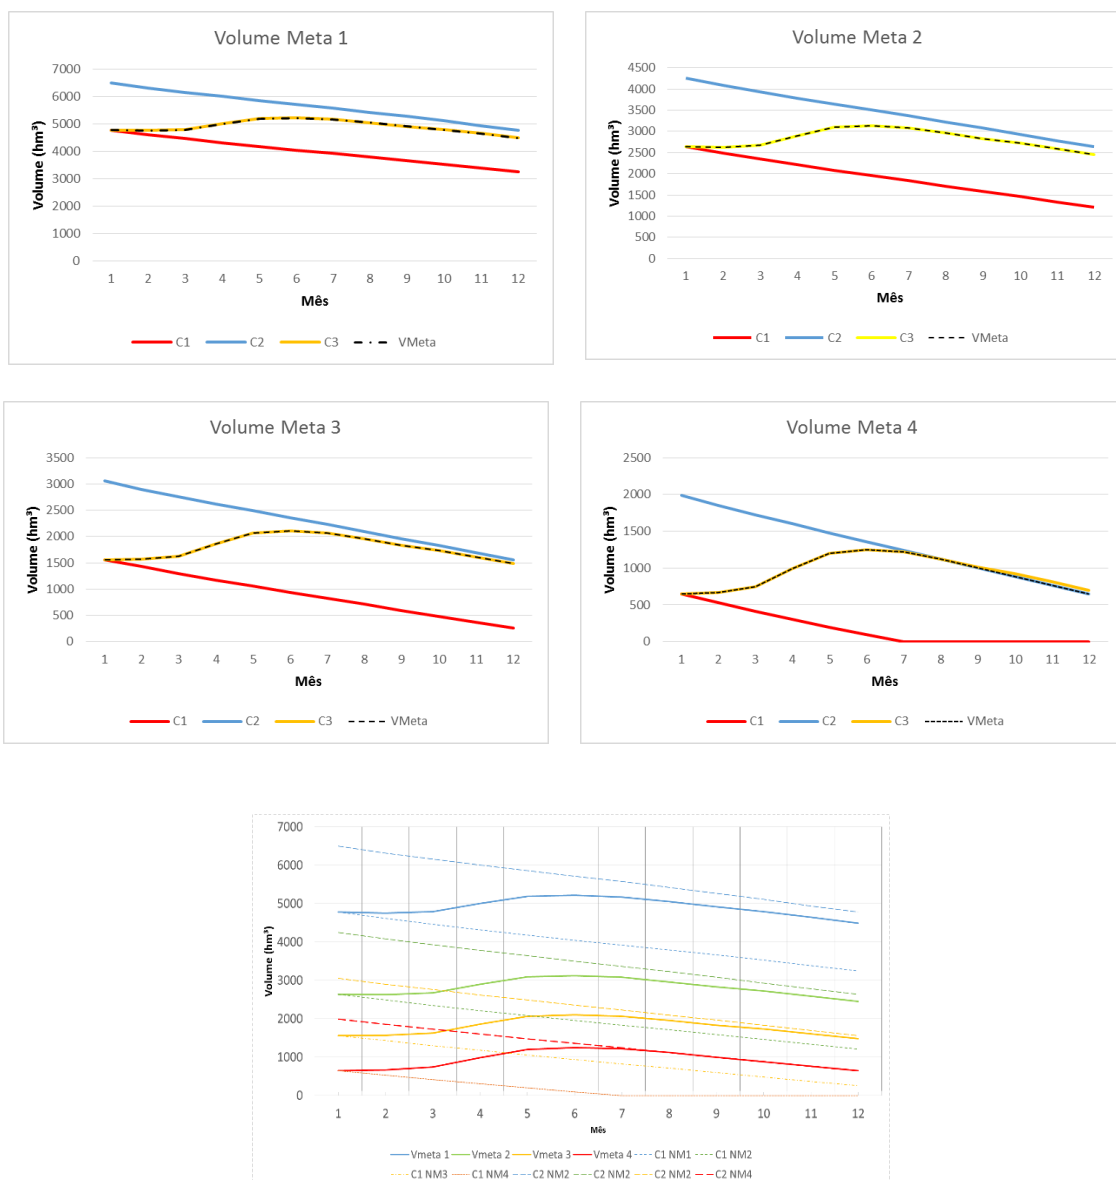 Volume Meta 1
7000
6000
5000
4000
3000
2000
1000
0
Volume (hm³)
1 2 3 4 5 6 7 8 9 10 11 12
Mês
C1 C2 C3 VMeta
Volume Meta 2
4500
4000
3500
3000
2500
2000
1500
1000
500
0
Volume (hm³)
1 2 3 4 5 6 7 8 9 10 11 12
Mês
C1 C2 C3 VMeta
Volume Meta 3
3500
3000
2500
2000
1500
1000
500
0
Volume (hm³)
1 2 3 4 5 6 7 8 9 10 11 12
Mês
C1 C2 C3 VMeta
Volume Meta 4
2500
2000
1500
1000
500
0
Volume (hm³)
1 2 3 4 5 6 7 8 9 10 11 12
Mês
C1 C2 C3 VMeta
7000
6000
5000
4000
3000
2000
1000
0
Volume (hm³)
1 2 3 4 5 6 7 8 9 10 11 12
Mês
Vmeta 1 Vmeta 2 Vmeta 3 Vmeta 4 C1 NM1 C1 NM2
C1 NM3 C1 NM4 C2 NM2 C2 NM2 C2 NM2 C2 NM4